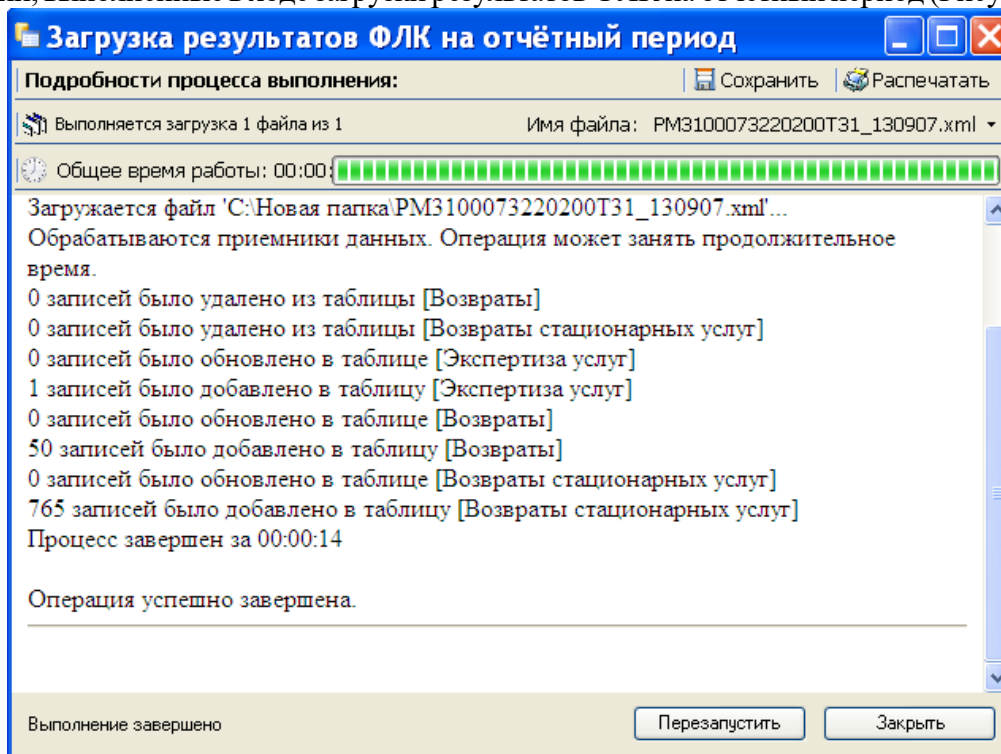 Загрузка результатов ФЛК на отчётный период
Подробности процесса выполнения: Сохранить Распечатать
Выполняется загрузка 1 файла из 1 Имя файла: PM3100073220200T31_130907.xml
Общее время работы: 00:00:
Загружается файл 'C:\Новая папка\PM3100073220200T31_130907.xml'...
Обрабатываются приемники данных. Операция может занять продолжительное
время.
0 записей было удалено из таблицы [Возвраты]
0 записей было удалено из таблицы [Возвраты стационарных услуг]
0 записей было обновлено в таблице [Экспертиза услуг]
1 записей было добавлено в таблицу [Экспертиза услуг]
0 записей было обновлено в таблице [Возвраты]
50 записей было добавлено в таблицу [Возвраты]
0 записей было обновлено в таблице [Возвраты стационарных услуг]
765 записей было добавлено в таблицу [Возвраты стационарных услуг]
Процесс завершен за 00:00:14
Операция успешно завершена.
Выполнение завершено Перезапустить Закрыть